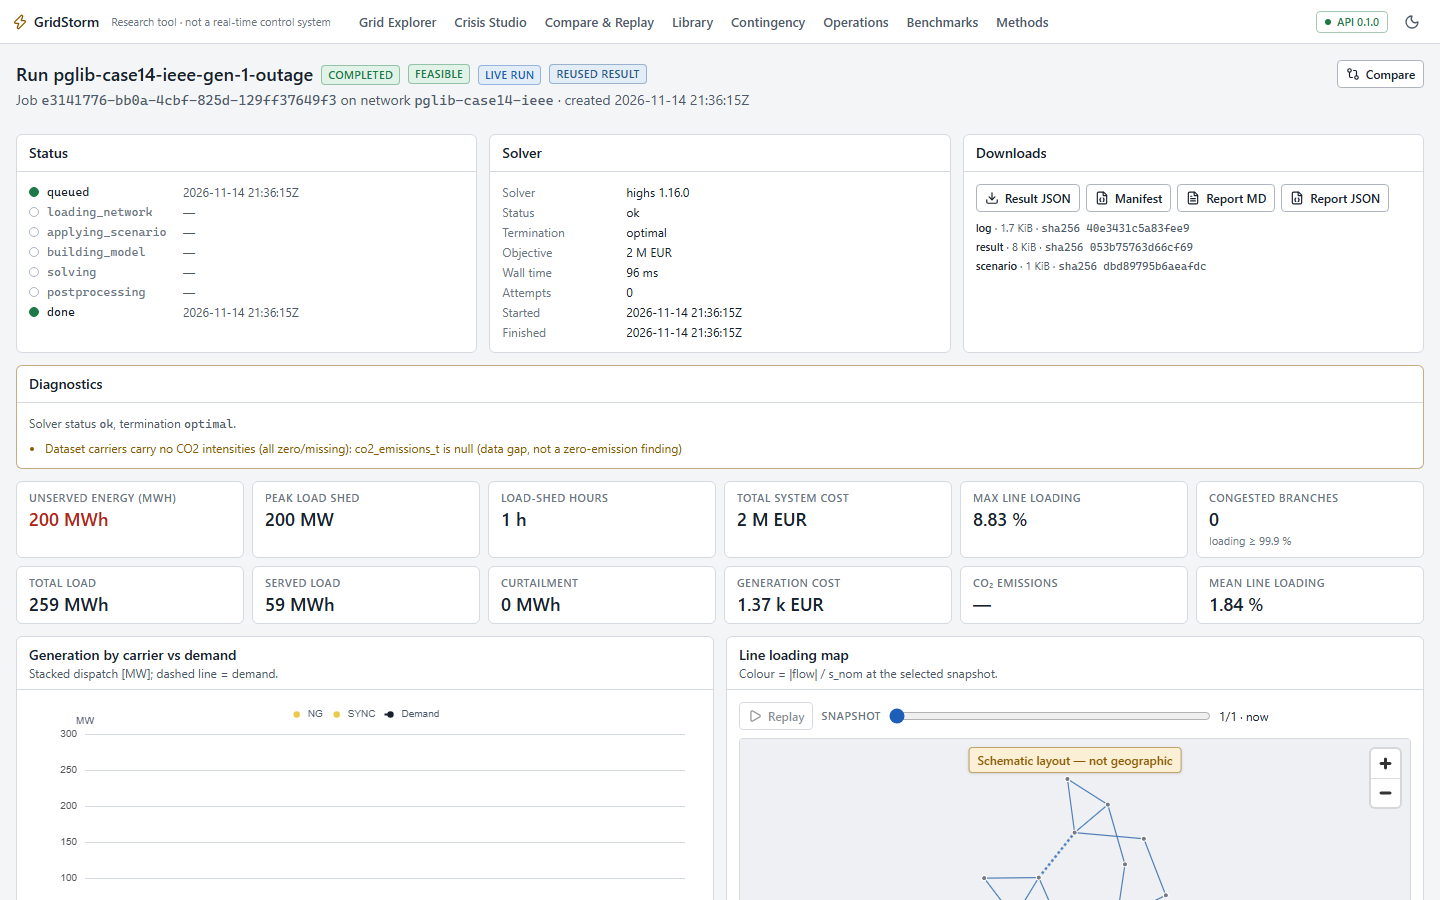 GridStorm Research tool · not a real-time control system Grid Explorer Crisis Studio Compare & Replay Library Contingency Operations Benchmarks Methods API 0.1.0
Run pglib-case14-ieee-gen-1-outage COMPLETED FEASIBLE LIVE RUN REUSED RESULT Compare
Job e3141776-bb0a-4cbf-825d-129ff37649f3 on network pglib-case14-ieee · created 2026-11-14 21:36:15Z
Status
queued 2026-11-14 21:36:15Z
loading_network —
applying_scenario —
building_model —
solving —
postprocessing —
done 2026-11-14 21:36:15Z
Solver
Solver highs 1.16.0
Status ok
Termination optimal
Objective 2 M EUR
Wall time 96 ms
Attempts 0
Started 2026-11-14 21:36:15Z
Finished 2026-11-14 21:36:15Z
Downloads
Result JSON Manifest Report MD Report JSON
log · 1.7 KiB · sha256 40e3431c5a83fee9
result · 8 KiB · sha256 053b75763d66cf69
scenario · 1 KiB · sha256 dbd89795b6aeafdc
Diagnostics
Solver status ok, termination optimal.
• Dataset carriers carry no CO2 intensities (all zero/missing): co2_emissions_t is null (data gap, not a zero-emission finding)
UNSERVED ENERGY (MWH)
200 MWh
PEAK LOAD SHED
200 MW
LOAD-SHED HOURS
1 h
TOTAL SYSTEM COST
2 M EUR
MAX LINE LOADING
8.83 %
CONGESTED BRANCHES
0
loading ≥ 99.9 %
TOTAL LOAD
259 MWh
SERVED LOAD
59 MWh
CURTAILMENT
0 MWh
GENERATION COST
1.37 k EUR
CO₂ EMISSIONS
—
MEAN LINE LOADING
1.84 %
Generation by carrier vs demand
Stacked dispatch [MW]; dashed line = demand.
NG SYNC Demand
MW
300
250
200
150
100
Line loading map
Colour = |flow| / s_nom at the selected snapshot.
Replay SNAPSHOT 1/1 · now
Schematic layout — not geographic
+
−